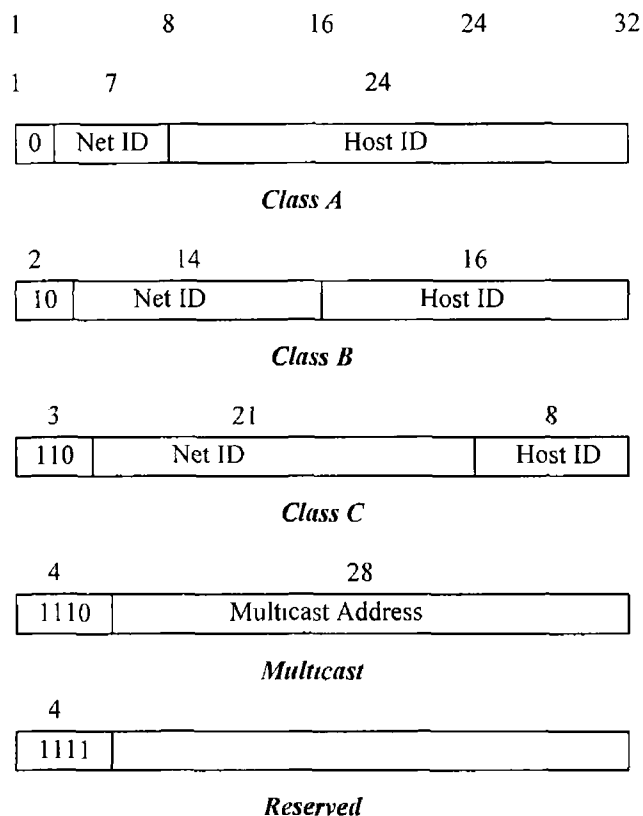 1 8 16 24 32
1 7 24
0 Net ID Host ID
Class A
2 14 16
10 Net ID Host ID
Class B
3 21 8
110 Net ID Host ID
Class C
4 28
1110 Multicast Address
Multicast
4
1111
Reserved